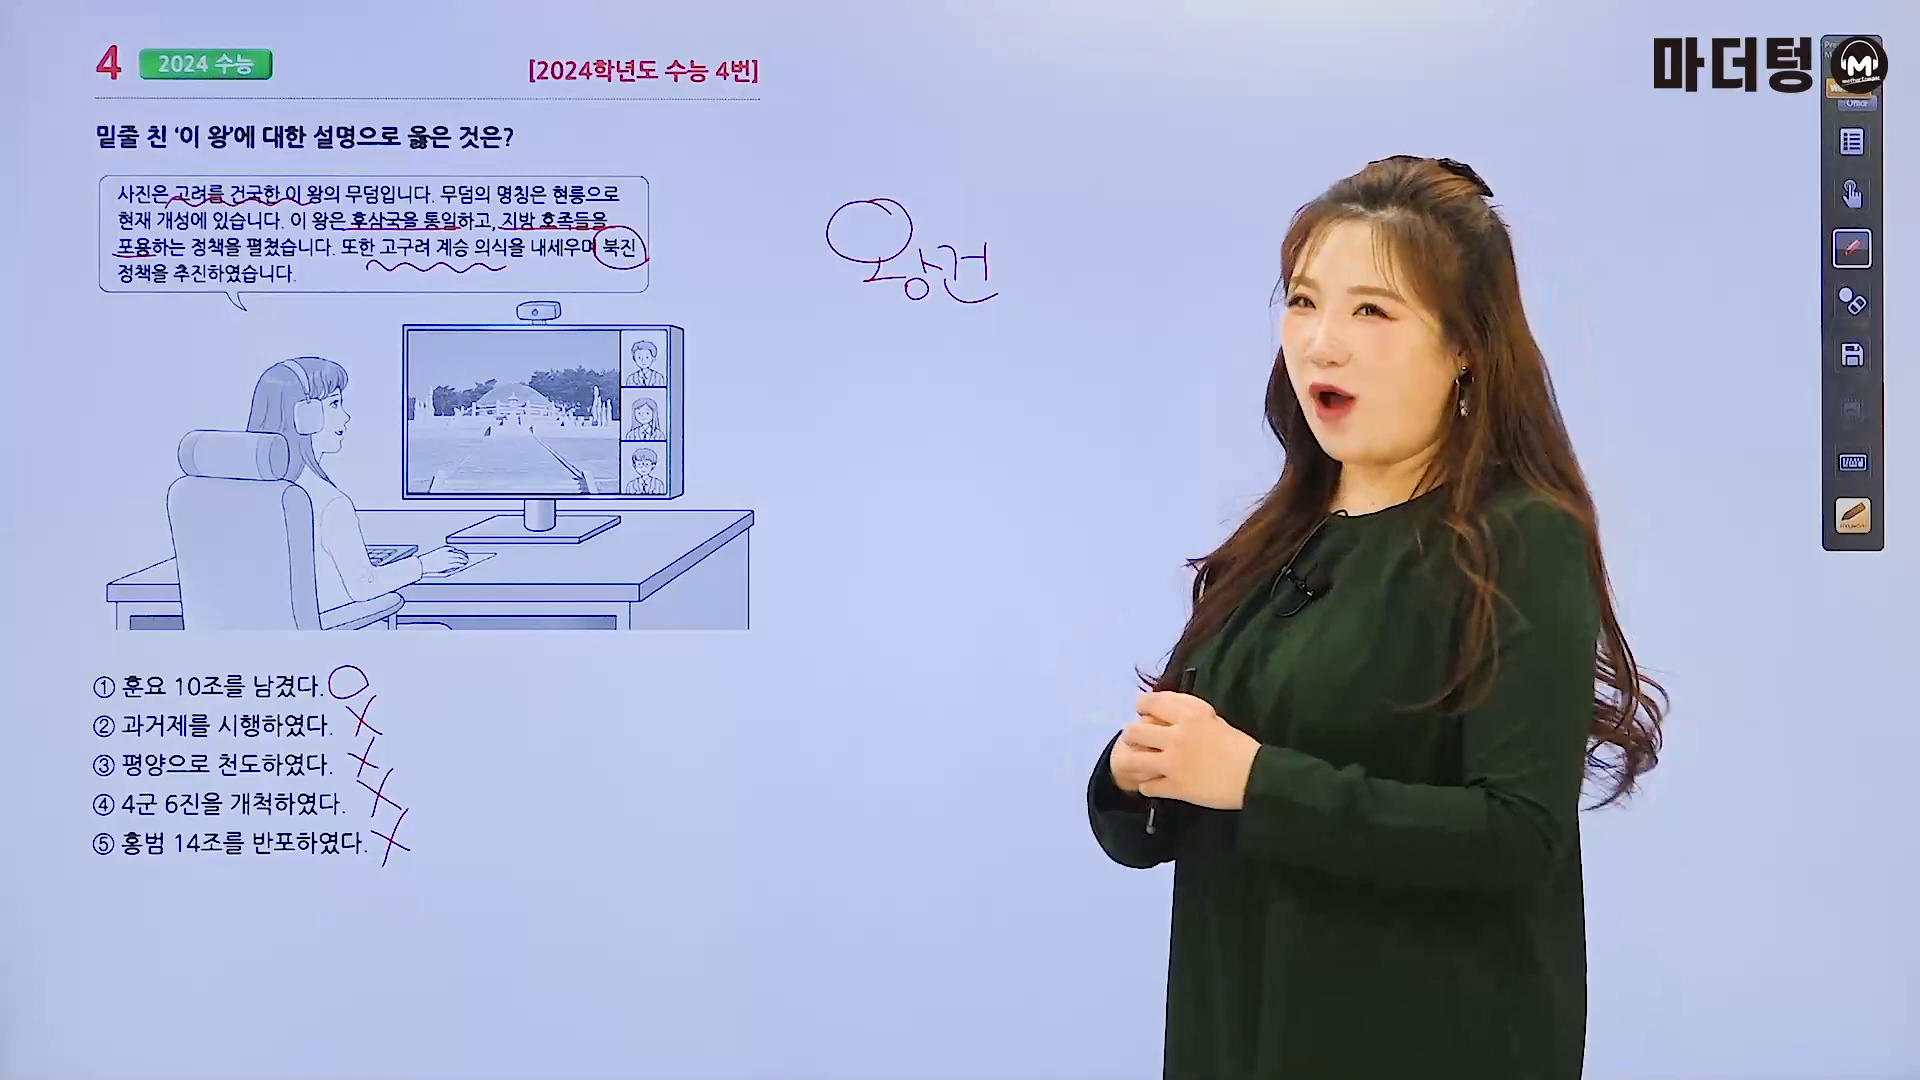 마더텅
4 2024 수능
[2024학년도 수능 4번]
밑줄 친 ‘이 왕’에 대한 설명으로 옳은 것은?
사진은 고려를 건국한 이 왕의 무덤입니다. 무덤의 명칭은 현릉으로
현재 개성에 있습니다. 이 왕은 후삼국을 통일하고, 지방 호족들을
포용하는 정책을 펼쳤습니다. 또한 고구려 계승 의식을 내세우며 북진
정책을 추진하였습니다.
왕건
① 훈요 10조를 남겼다.
② 과거제를 시행하였다.
③ 평양으로 천도하였다.
④ 4군 6진을 개척하였다.
⑤ 홍범 14조를 반포하였다.